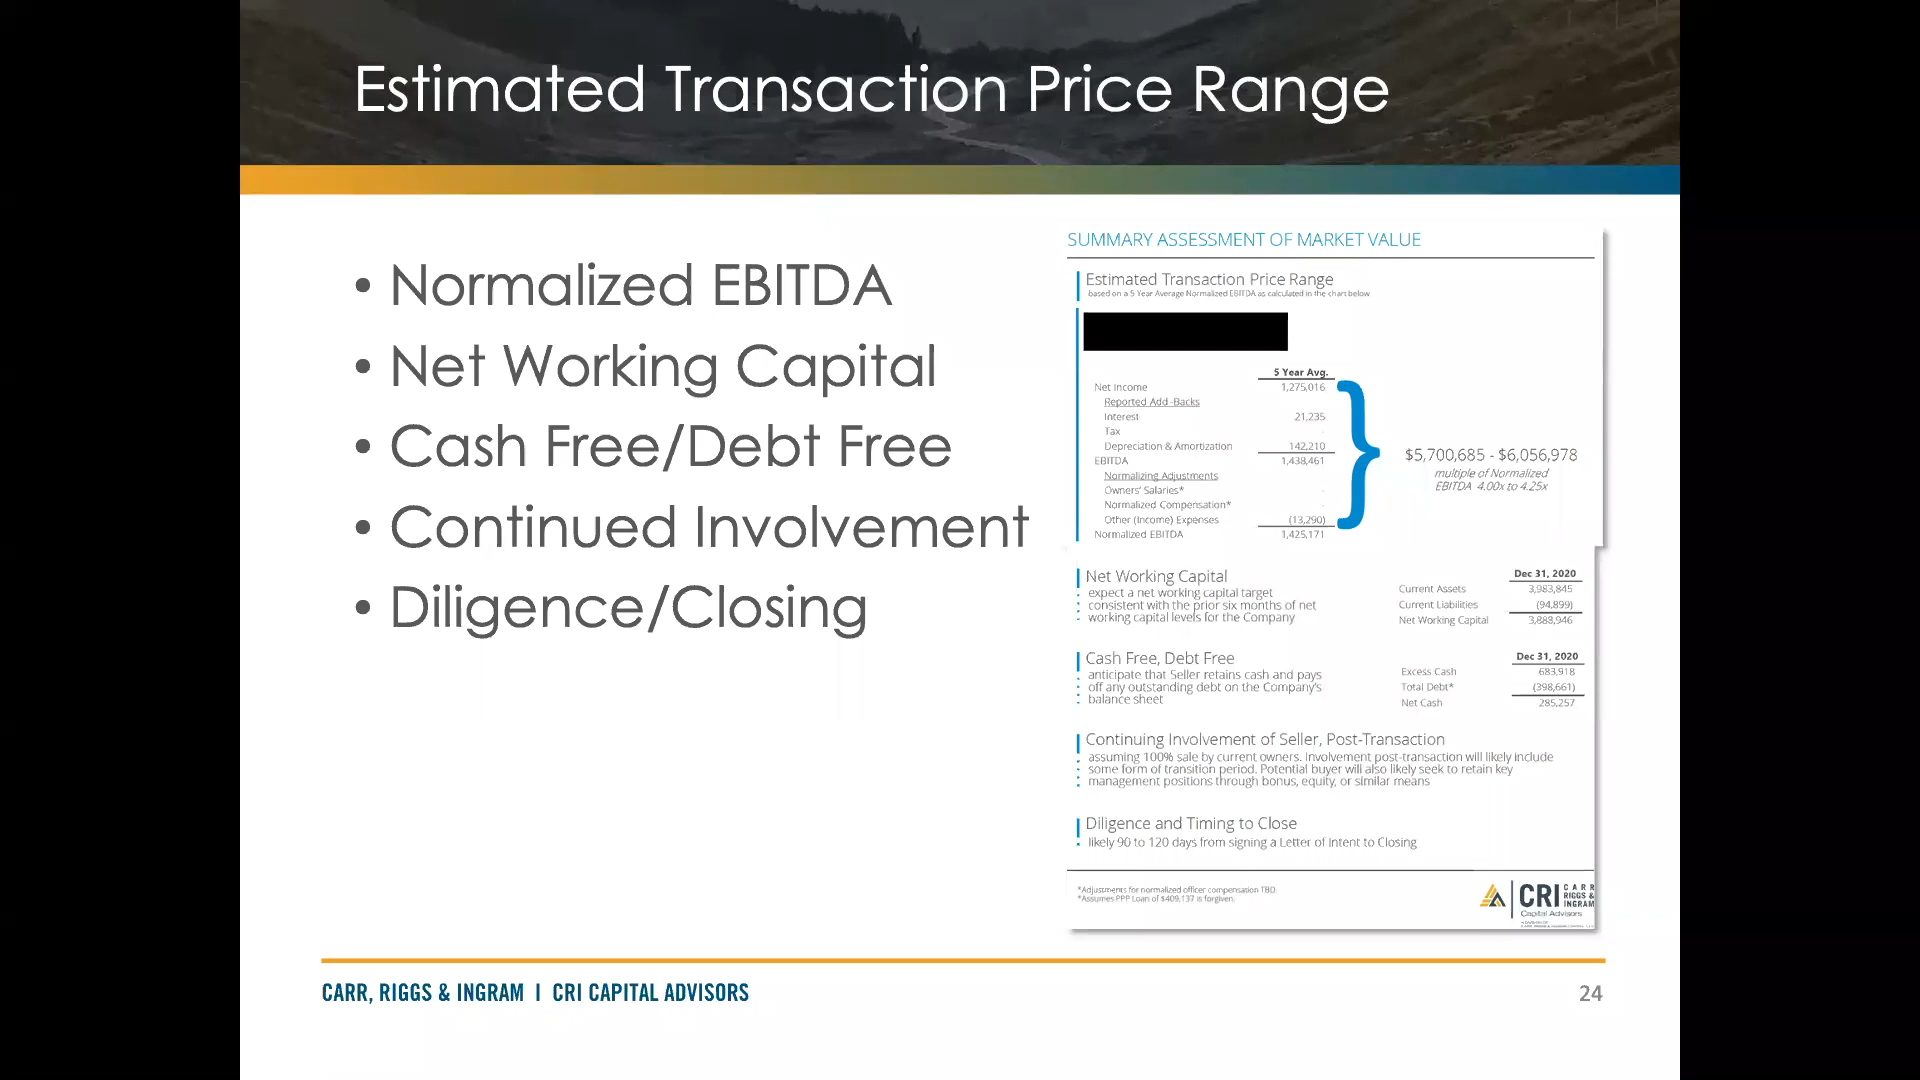 Estimated Transaction Price Range
• Normalized EBITDA
• Net Working Capital
• Cash Free/Debt Free
• Continued Involvement
• Diligence/Closing
SUMMARY ASSESSMENT OF MARKET VALUE
Estimated Transaction Price Range
based on a 5 Year Average Normalized EBITDA as calculated in the chart below
5 Year Avg.
Net Income 1,275,016
Reported Add -Backs
Interest 21,235
Tax -
Depreciation & Amortization 142,210
EBITDA 1,438,461
Normalizing Adjustments
Owners' Salaries* -
Normalized Compensation* -
Other (Income) Expenses (13,290)
Normalized EBITDA 1,425,171
$5,700,685 - $6,056,978
multiple of Normalized
EBITDA 4.00x to 4.25x
Net Working Capital
expect a net working capital target
consistent with the prior six months of net
working capital levels for the Company
Dec 31, 2020
Current Assets 3,983,845
Current Liabilities (94,899)
Net Working Capital 3,888,946
Cash Free, Debt Free
anticipate that Seller retains cash and pays
off any outstanding debt on the Company's
balance sheet
Dec 31, 2020
Excess Cash 683,918
Total Debt* (398,661)
Net Cash 285,257
Continuing Involvement of Seller, Post-Transaction
assuming 100% sale by current owners. Involvement post-transaction will likely include
some form of transition period. Potential buyer will also likely seek to retain key
management positions through bonus, equity, or similar means
Diligence and Timing to Close
likely 90 to 120 days from signing a Letter of Intent to Closing
*Adjustments for normalized officer compensation TBD.
*Assumes PPP Loan of $409,137 is forgiven.
CRI CARR
RIGGS &
INGRAM
Capital Advisors
CARR, RIGGS & INGRAM I CRI CAPITAL ADVISORS
24